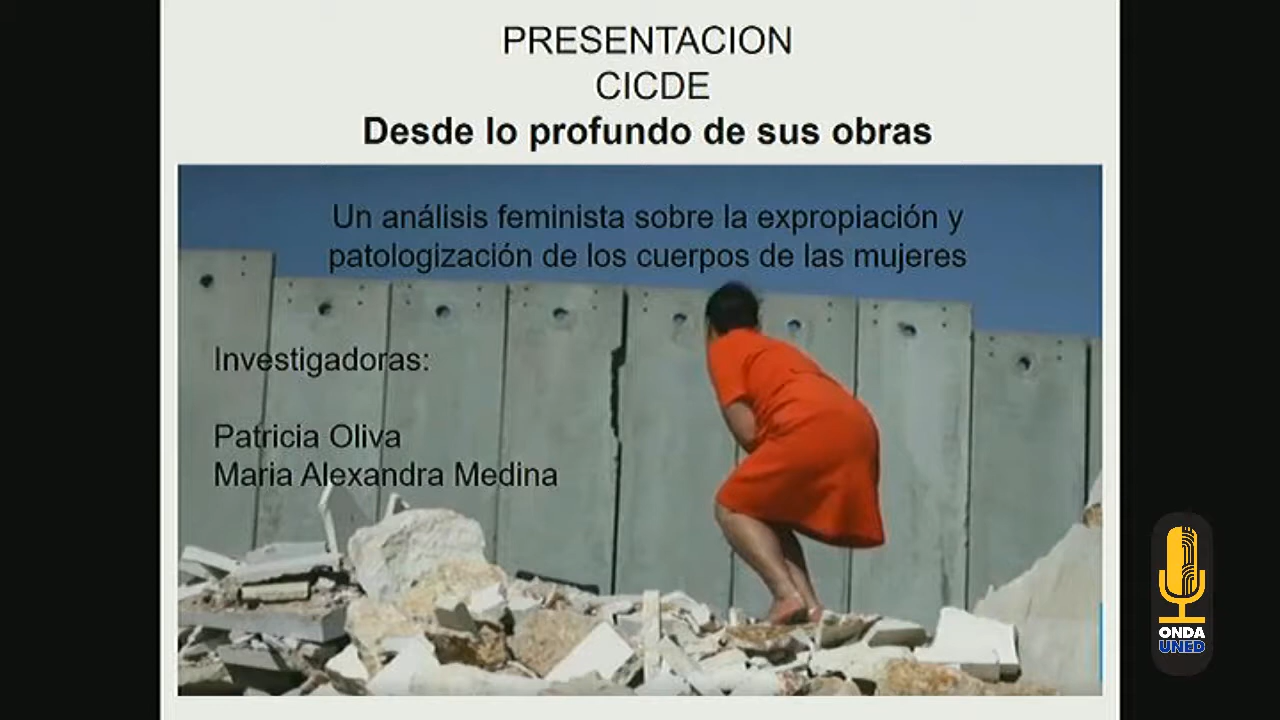 PRESENTACION
CICDE
Desde lo profundo de sus obras
Un análisis feminista sobre la expropiación y
patologización de los cuerpos de las mujeres
Investigadoras:
Patricia Oliva
Maria Alexandra Medina
ONDA
UNED